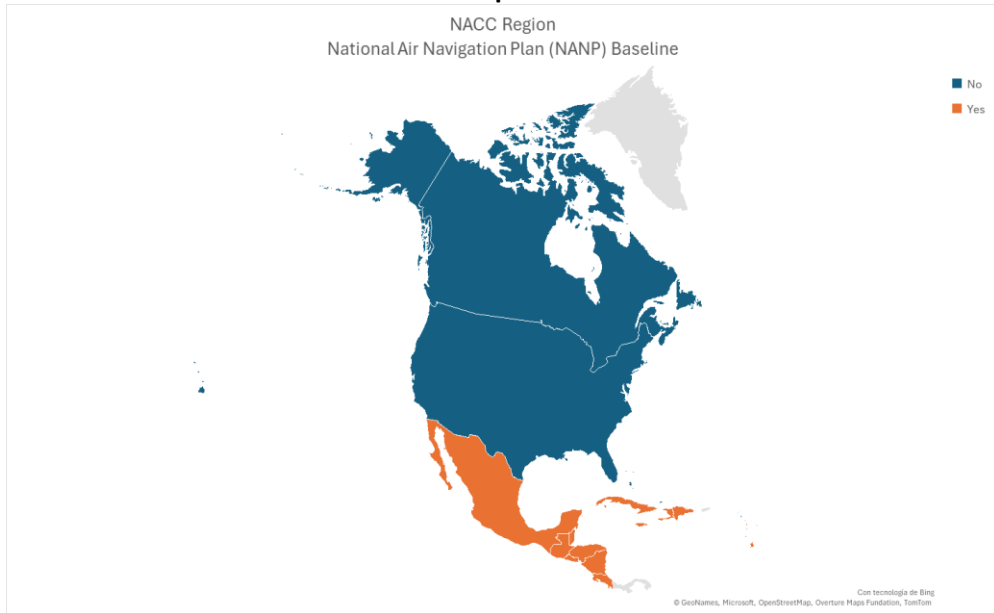 NACC Region
National Air Navigation Plan (NANP) Baseline
No
Yes
Con tecnología de Bing
© GeoNames, Microsoft, OpenStreetMap, Overture Maps Fundation, TomTom